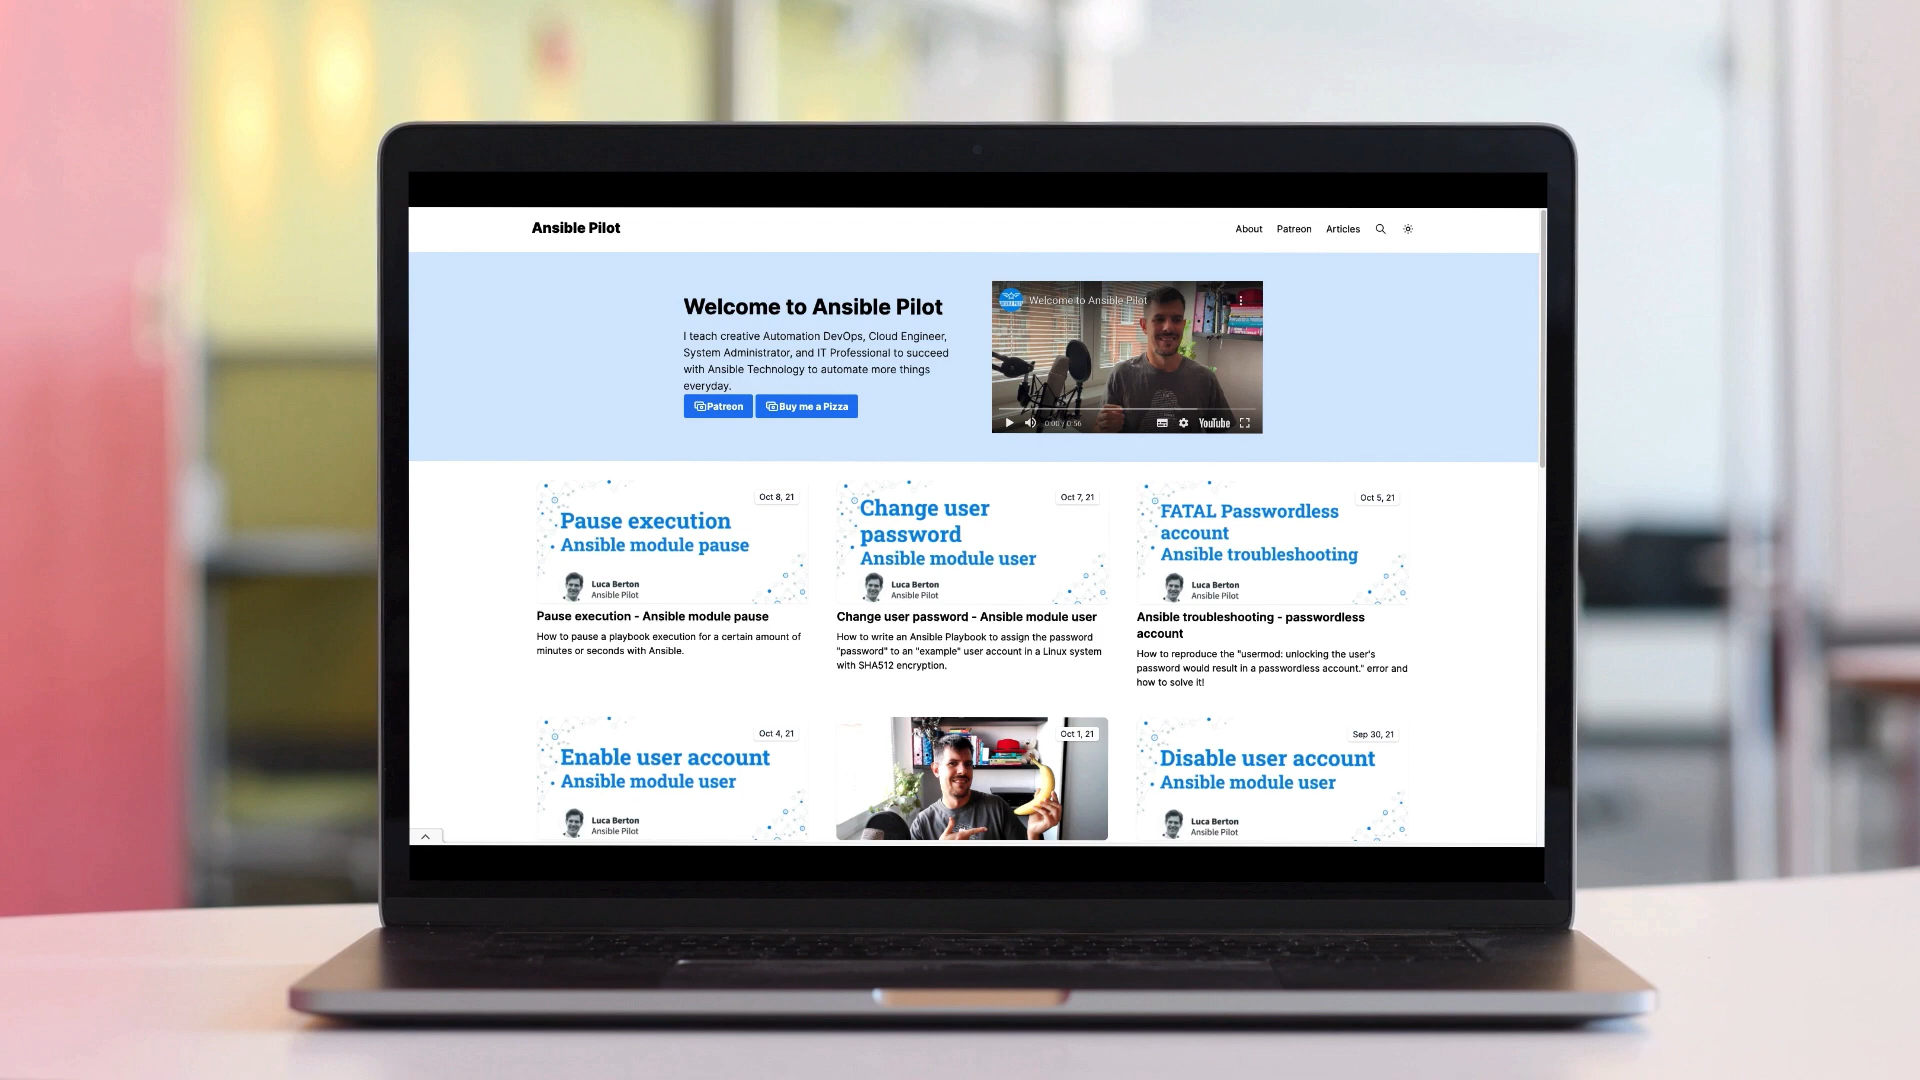 Ansible Pilot
About Patreon Articles
Welcome to Ansible Pilot
I teach creative Automation DevOps, Cloud Engineer,
System Administrator, and IT Professional to succeed
with Ansible Technology to automate more things
everyday.
Patreon Buy me a Pizza
Welcome to Ansible Pilot
0:00 / 0:56
YouTube
Oct 8, 21
Pause execution
Ansible module pause
Luca Berton
Ansible Pilot
Pause execution - Ansible module pause
How to pause a playbook execution for a certain amount of
minutes or seconds with Ansible.
Oct 7, 21
Change user
password
Ansible module user
Luca Berton
Ansible Pilot
Change user password - Ansible module user
How to write an Ansible Playbook to assign the password
"password" to an "example" user account in a Linux system
with SHA512 encryption.
Oct 5, 21
FATAL Passwordless
account
Ansible troubleshooting
Luca Berton
Ansible Pilot
Ansible troubleshooting - passwordless
account
How to reproduce the "usermod: unlocking the user's
password would result in a passwordless account." error and
how to solve it!
Oct 4, 21
Enable user account
Ansible module user
Luca Berton
Ansible Pilot
Oct 1, 21
Sep 30, 21
Disable user account
Ansible module user
Luca Berton
Ansible Pilot